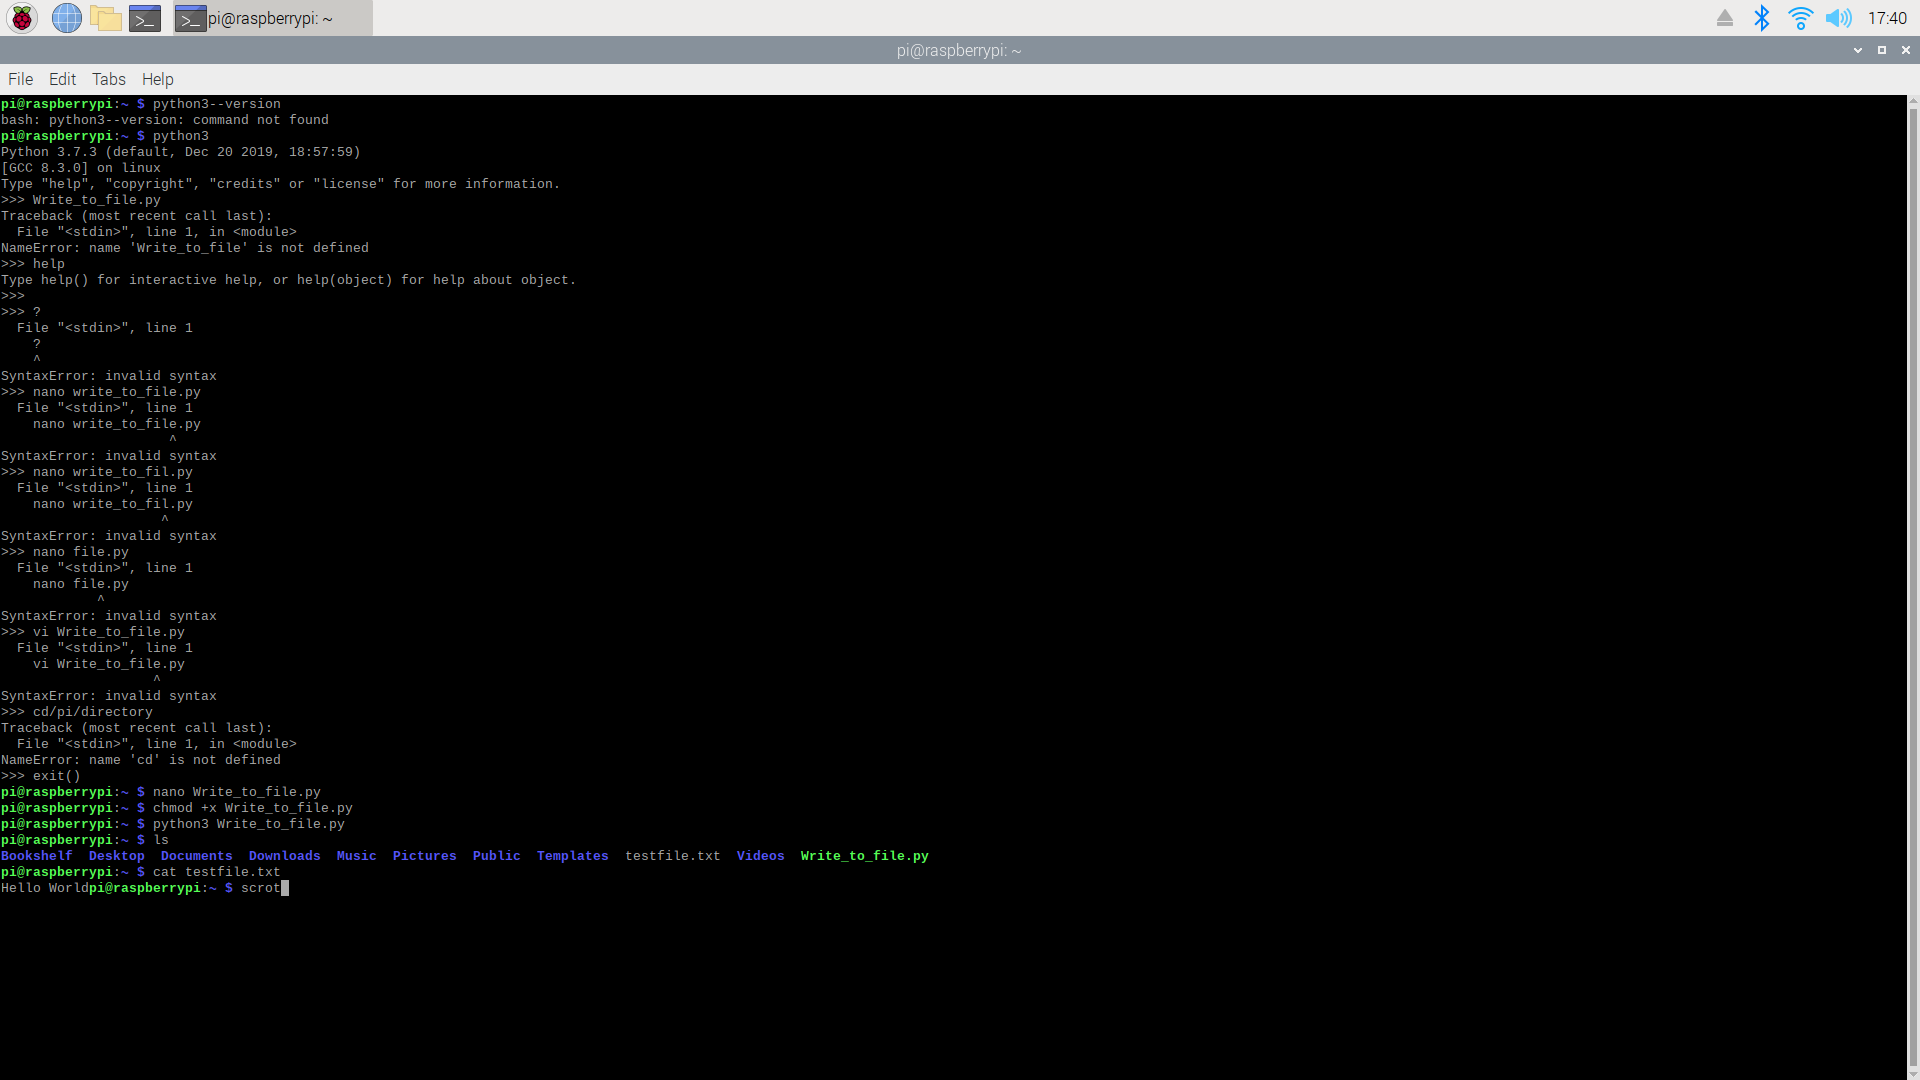 pi@raspberrypi: ~
17:40
pi@raspberrypi: ~
File Edit Tabs Help
pi@raspberrypi:~ $ python3--version
bash: python3--version: command not found
pi@raspberrypi:~ $ python3
Python 3.7.3 (default, Dec 20 2019, 18:57:59)
[GCC 8.3.0] on linux
Type "help", "copyright", "credits" or "license" for more information.
>>> Write_to_file.py
Traceback (most recent call last):
  File "<stdin>", line 1, in <module>
NameError: name 'Write_to_file' is not defined
>>> help
Type help() for interactive help, or help(object) for help about object.
>>>
>>> ?
  File "<stdin>", line 1
    ?
    ^
SyntaxError: invalid syntax
>>> nano write_to_file.py
  File "<stdin>", line 1
    nano write_to_file.py
                     ^
SyntaxError: invalid syntax
>>> nano write_to_fil.py
  File "<stdin>", line 1
    nano write_to_fil.py
                    ^
SyntaxError: invalid syntax
>>> nano file.py
  File "<stdin>", line 1
    nano file.py
            ^
SyntaxError: invalid syntax
>>> vi Write_to_file.py
  File "<stdin>", line 1
    vi Write_to_file.py
                   ^
SyntaxError: invalid syntax
>>> cd/pi/directory
Traceback (most recent call last):
  File "<stdin>", line 1, in <module>
NameError: name 'cd' is not defined
>>> exit()
pi@raspberrypi:~ $ nano Write_to_file.py
pi@raspberrypi:~ $ chmod +x Write_to_file.py
pi@raspberrypi:~ $ python3 Write_to_file.py
pi@raspberrypi:~ $ ls
Bookshelf  Desktop  Documents  Downloads  Music  Pictures  Public  Templates  testfile.txt  Videos  Write_to_file.py
pi@raspberrypi:~ $ cat testfile.txt
Hello Worldpi@raspberrypi:~ $ scrot